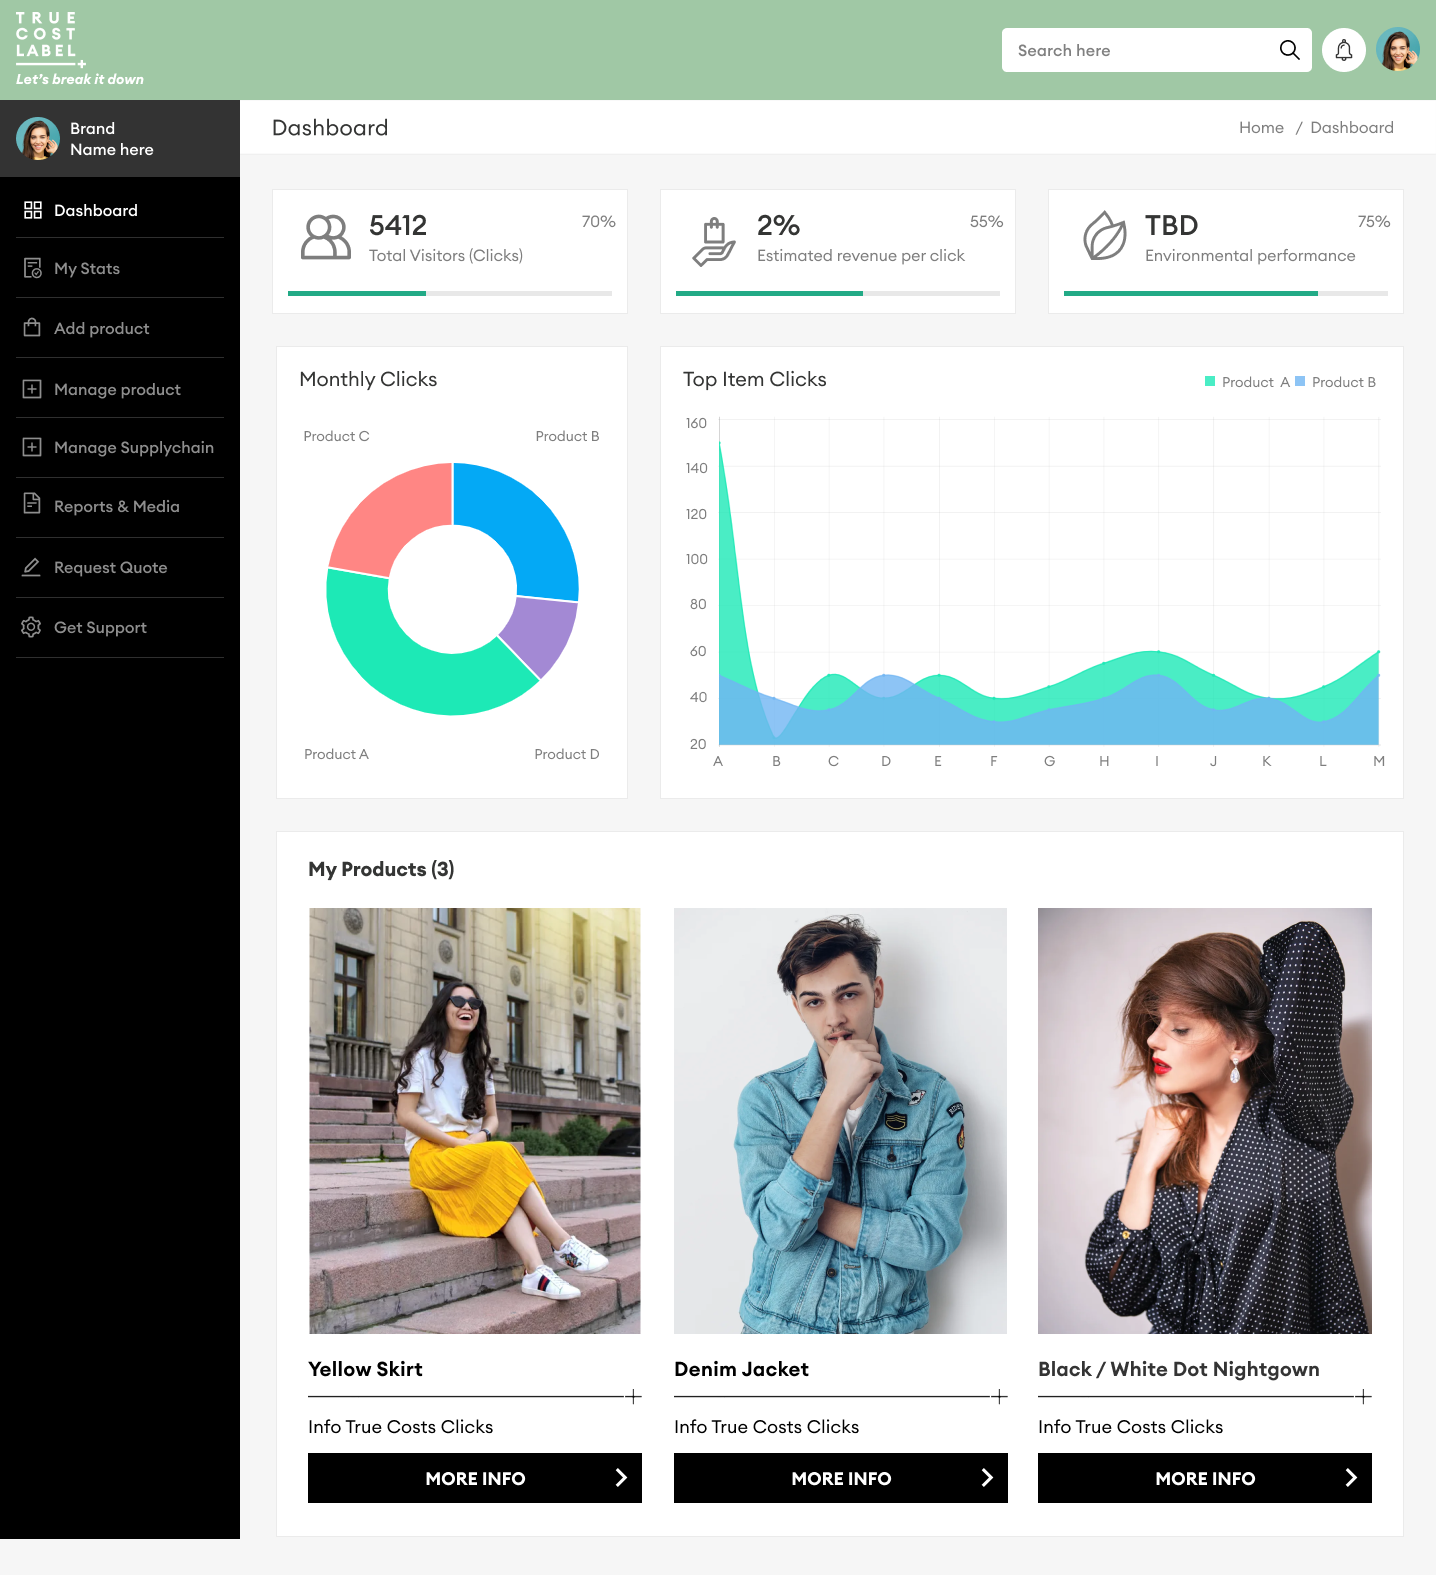 TRUE
COST
LABEL
Let's break it down
Search here
Brand
Name here
Dashboard
My Stats
Add product
Manage product
Manage Supplychain
Reports & Media
Request Quote
Get Support
Dashboard
Home / Dashboard
5412
70%
Total Visitors (Clicks)
2%
55%
Estimated revenue per click
TBD
75%
Environmental performance
Monthly Clicks
Product C
Product B
Product A
Product D
Top Item Clicks
Product A
Product B
160
140
120
100
80
60
40
20
A B C D E F G H I J K L M
My Products (3)
Yellow Skirt
Info True Costs Clicks
MORE INFO
Denim Jacket
Info True Costs Clicks
MORE INFO
Black / White Dot Nightgown
Info True Costs Clicks
MORE INFO